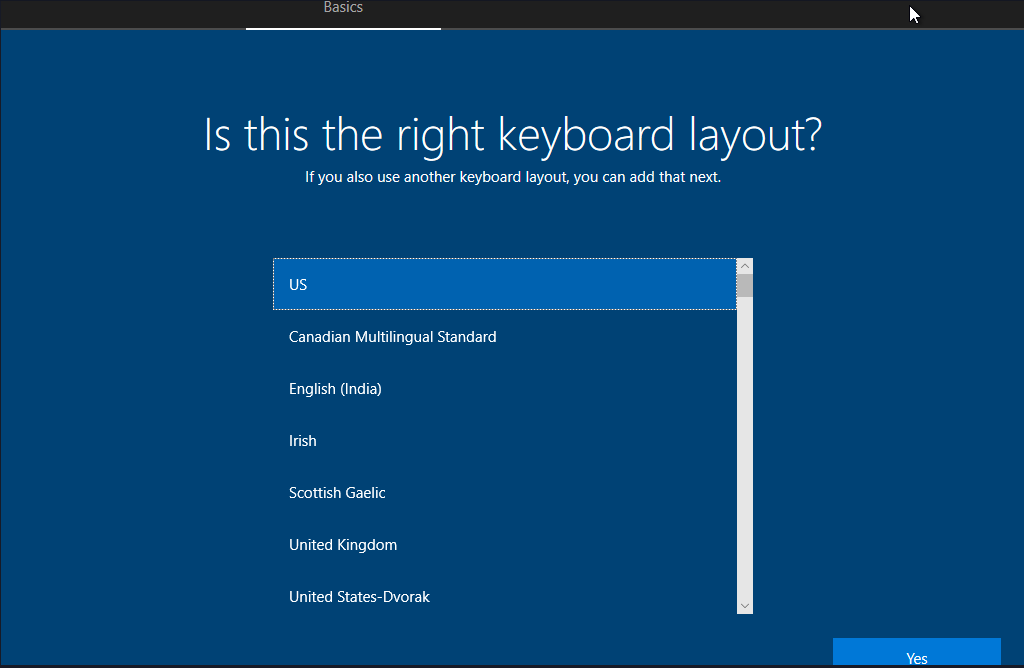 Basics
Is this the right keyboard layout?
If you also use another keyboard layout, you can add that next.
US
Canadian Multilingual Standard
English (India)
Irish
Scottish Gaelic
United Kingdom
United States-Dvorak
Yes